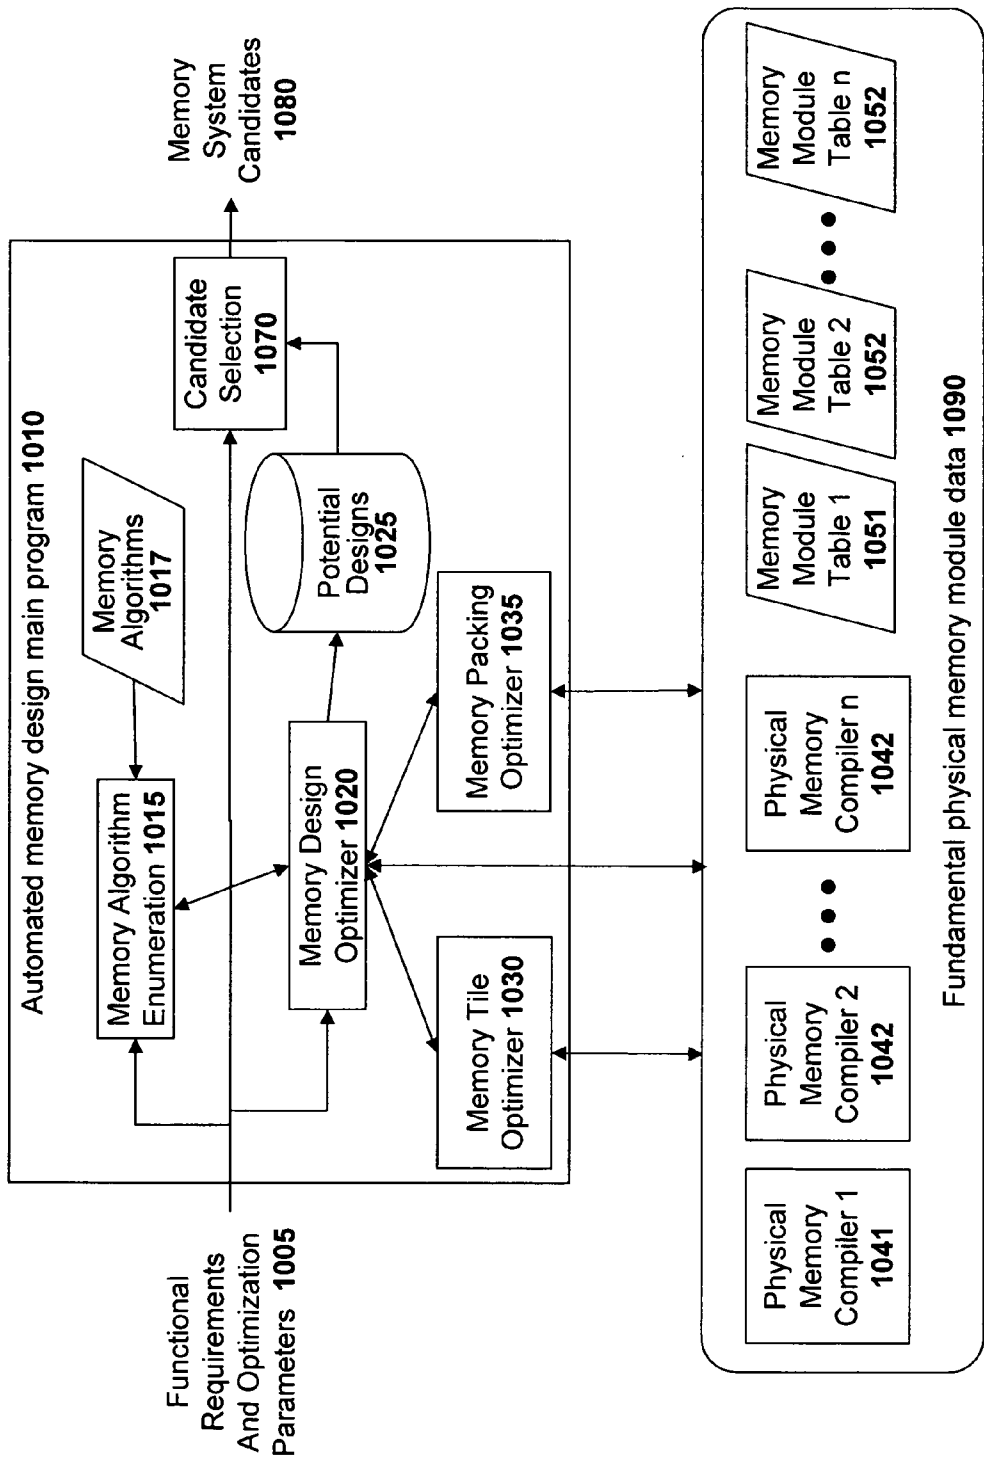 Automated memory design main program 1010
Functional
Requirements
And Optimization
Parameters 1005
Memory Algorithm
Enumeration 1015
Memory
Algorithms
1017
Candidate
Selection
1070
Memory
System
Candidates
1080
Memory Design
Optimizer 1020
Potential
Designs
1025
Memory Tile
Optimizer 1030
Memory Packing
Optimizer 1035
Physical
Memory
Compiler 1
1041
Physical
Memory
Compiler 2
1042
Physical
Memory
Compiler n
1042
Memory
Module
Table 1
1051
Memory
Module
Table 2
1052
Memory
Module
Table n
1052
Fundamental physical memory module data 1090